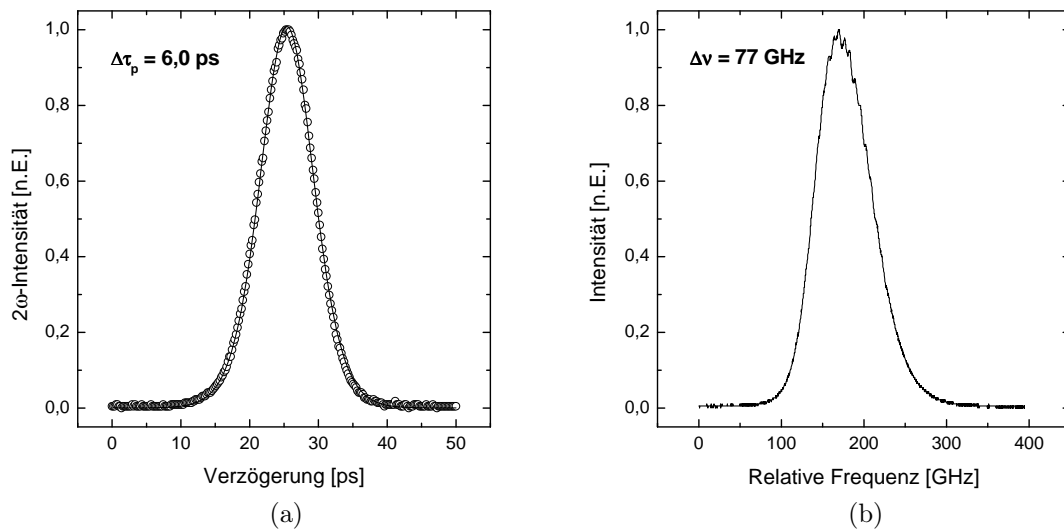 Δτp = 6,0 ps
2ω-Intensität [n.E.]
1,0
0,8
0,6
0,4
0,2
0,0
0 10 20 30 40 50
Verzögerung [ps]
(a)
Δν = 77 GHz
Intensität [n.E.]
1,0
0,8
0,6
0,4
0,2
0,0
0 100 200 300 400
Relative Frequenz [GHz]
(b)